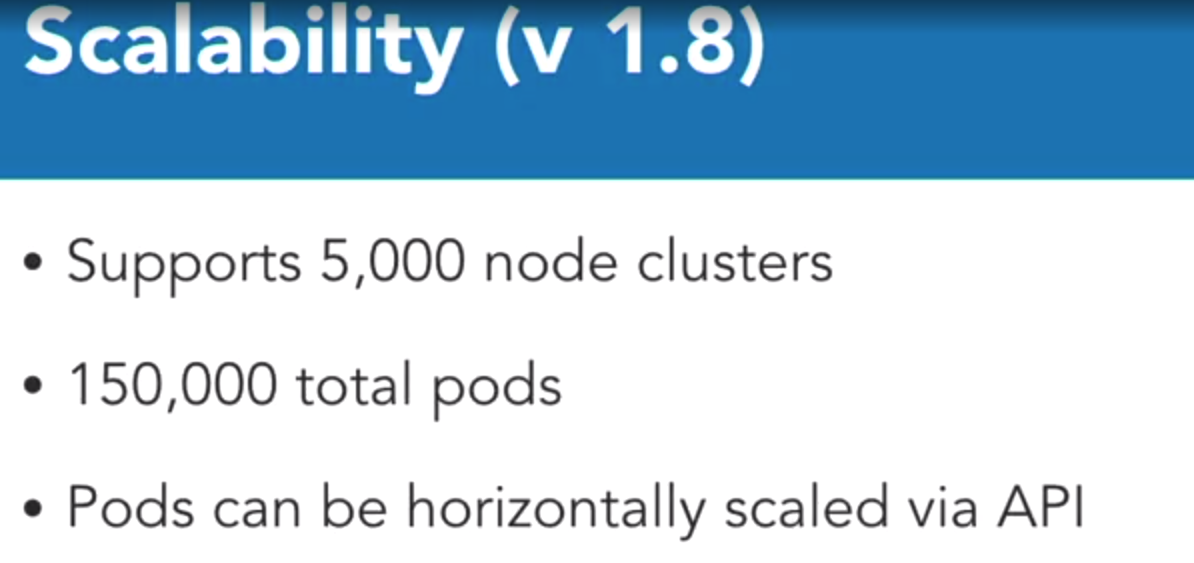 Scalability (v 1.8)
• Supports 5,000 node clusters
• 150,000 total pods
• Pods can be horizontally scaled via API